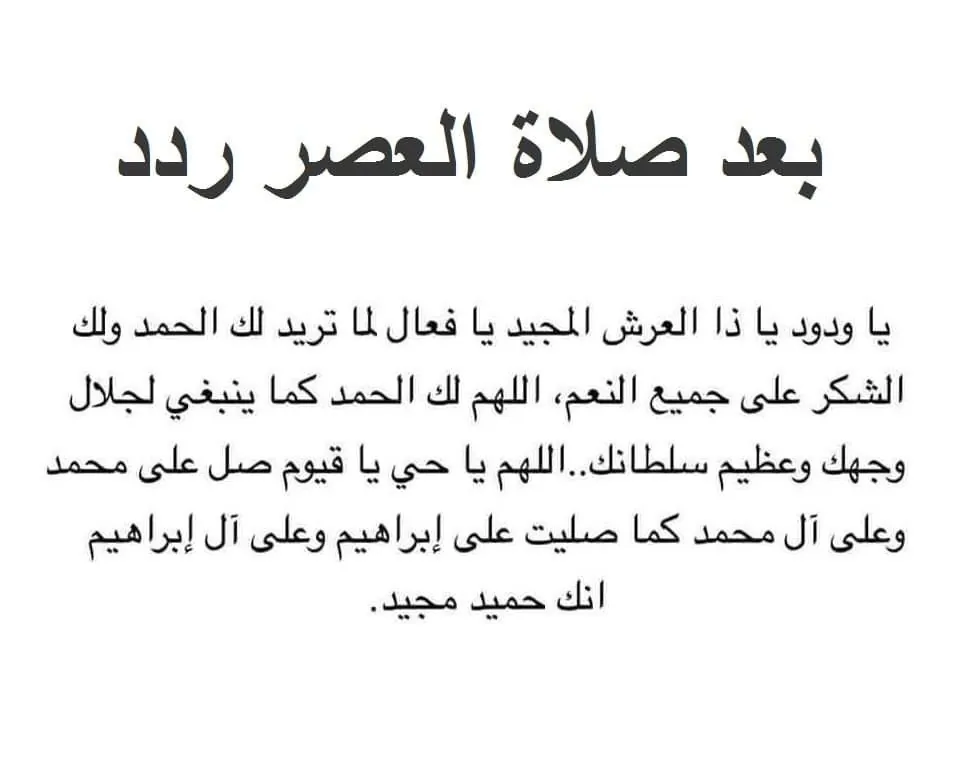 بعد صلاة العصر ردد
يا ودود يا ذا العرش المجيد يا فعال لما تريد لك الحمد ولك
الشكر على جميع النعم، اللهم لك الحمد كما ينبغي لجلال
وجهك وعظيم سلطانك..اللهم يا حي يا قيوم صل على محمد
وعلى آل محمد كما صليت على إبراهيم وعلى آل إبراهيم
انك حميد مجيد.